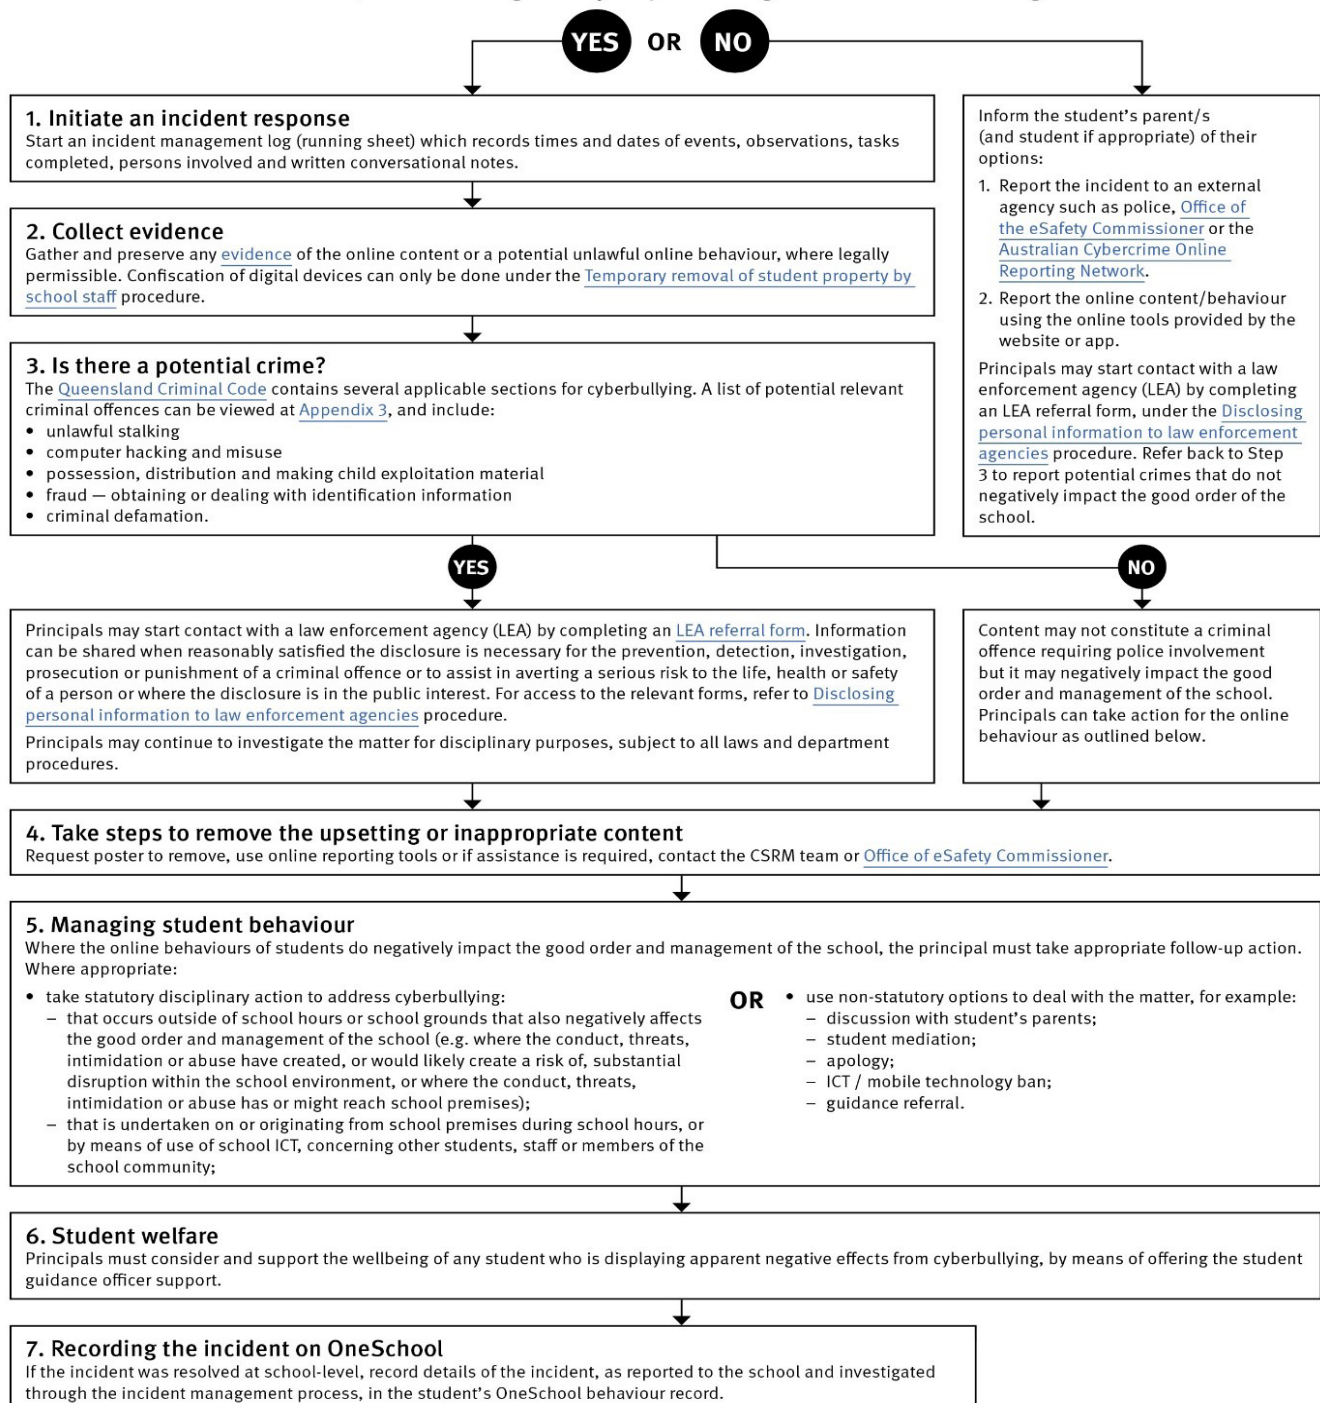 YES OR NO
1. Initiate an incident response
Start an incident management log (running sheet) which records times and dates of events, observations, tasks
completed, persons involved and written conversational notes.
2. Collect evidence
Gather and preserve any evidence of the online content or a potential unlawful online behaviour, where legally
permissible. Confiscation of digital devices can only be done under the Temporary removal of student property by
school staff procedure.
3. Is there a potential crime?
The Queensland Criminal Code contains several applicable sections for cyberbullying. A list of potential relevant
criminal offences can be viewed at Appendix 3, and include:
• unlawful stalking
• computer hacking and misuse
• possession, distribution and making child exploitation material
• fraud — obtaining or dealing with identification information
• criminal defamation.
Inform the student's parent/s
(and student if appropriate) of their
options:
1. Report the incident to an external
agency such as police, Office of
the eSafety Commissioner or the
Australian Cybercrime Online
Reporting Network.
2. Report the online content/behaviour
using the online tools provided by the
website or app.
Principals may start contact with a law
enforcement agency (LEA) by completing
an LEA referral form, under the Disclosing
personal information to law enforcement
agencies procedure. Refer back to Step
3 to report potential crimes that do not
negatively impact the good order of the
school.
YES
NO
Principals may start contact with a law enforcement agency (LEA) by completing an LEA referral form. Information
can be shared when reasonably satisfied the disclosure is necessary for the prevention, detection, investigation,
prosecution or punishment of a criminal offence or to assist in averting a serious risk to the life, health or safety
of a person or where the disclosure is in the public interest. For access to the relevant forms, refer to Disclosing
personal information to law enforcement agencies procedure.
Principals may continue to investigate the matter for disciplinary purposes, subject to all laws and department
procedures.
Content may not constitute a criminal
offence requiring police involvement
but it may negatively impact the good
order and management of the school.
Principals can take action for the online
behaviour as outlined below.
4. Take steps to remove the upsetting or inappropriate content
Request poster to remove, use online reporting tools or if assistance is required, contact the CSRM team or Office of eSafety Commissioner.
5. Managing student behaviour
Where the online behaviours of students do negatively impact the good order and management of the school, the principal must take appropriate follow-up action.
Where appropriate:
• take statutory disciplinary action to address cyberbullying:
– that occurs outside of school hours or school grounds that also negatively affects
the good order and management of the school (e.g. where the conduct, threats,
intimidation or abuse have created, or would likely create a risk of, substantial
disruption within the school environment, or where the conduct, threats,
intimidation or abuse has or might reach school premises);
– that is undertaken on or originating from school premises during school hours, or
by means of use of school ICT, concerning other students, staff or members of the
school community;
OR
• use non-statutory options to deal with the matter, for example:
– discussion with student's parents;
– student mediation;
– apology;
– ICT / mobile technology ban;
– guidance referral.
6. Student welfare
Principals must consider and support the wellbeing of any student who is displaying apparent negative effects from cyberbullying, by means of offering the student
guidance officer support.
7. Recording the incident on OneSchool
If the incident was resolved at school-level, record details of the incident, as reported to the school and investigated
through the incident management process, in the student's OneSchool behaviour record.